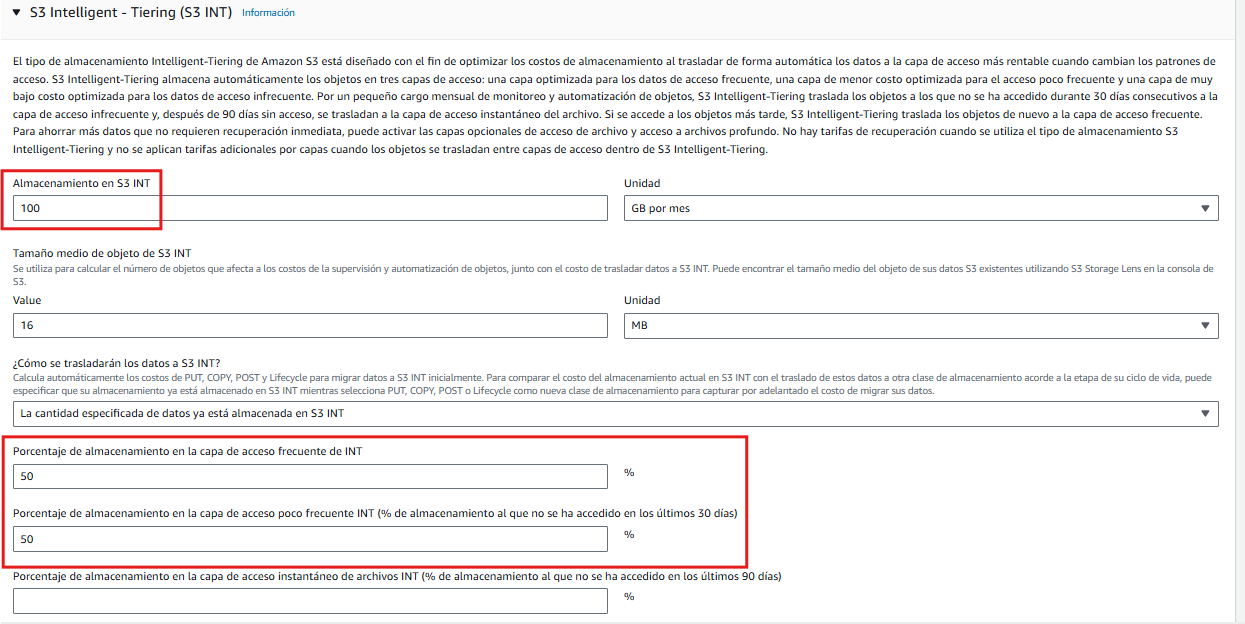 ▼ S3 Intelligent - Tiering (S3 INT) Información
El tipo de almacenamiento Intelligent-Tiering de Amazon S3 está diseñado con el fin de optimizar los costos de almacenamiento al trasladar de forma automática los datos a la capa de acceso más rentable cuando cambian los patrones de
acceso. S3 Intelligent-Tiering almacena automáticamente los objetos en tres capas de acceso: una capa optimizada para los datos de acceso frecuente, una capa de menor costo optimizada para el acceso poco frecuente y una capa de muy
bajo costo optimizada para los datos de acceso infrecuente. Por un pequeño cargo mensual de monitoreo y automatización de objetos, S3 Intelligent-Tiering traslada los objetos a los que no se ha accedido durante 30 días consecutivos a la
capa de acceso infrecuente y, después de 90 días sin acceso, se trasladan a la capa de acceso instantáneo del archivo. Si se accede a los objetos más tarde, S3 Intelligent-Tiering traslada los objetos de nuevo a la capa de acceso frecuente.
Para ahorrar más datos que no requieren recuperación inmediata, puede activar las capas opcionales de acceso de archivo y acceso a archivos profundo. No hay tarifas de recuperación cuando se utiliza el tipo de almacenamiento S3
Intelligent-Tiering y no se aplican tarifas adicionales por capas cuando los objetos se trasladan entre capas de acceso dentro de S3 Intelligent-Tiering.
Almacenamiento en S3 INT
100
Unidad
GB por mes
Tamaño medio de objeto de S3 INT
Se utiliza para calcular el número de objetos que afecta a los costos de la supervisión y automatización de objetos, junto con el costo de trasladar datos a S3 INT. Puede encontrar el tamaño medio del objeto de sus datos S3 existentes utilizando S3 Storage Lens en la consola de
S3.
Value
16
Unidad
MB
¿Cómo se trasladarán los datos a S3 INT?
Calcula automáticamente los costos de PUT, COPY, POST y Lifecycle para migrar datos a S3 INT inicialmente. Para comparar el costo del almacenamiento actual en S3 INT con el traslado de estos datos a otra clase de almacenamiento acorde a la etapa de su ciclo de vida, puede
especificar que su almacenamiento ya está almacenado en S3 INT mientras selecciona PUT, COPY, POST o Lifecycle como nueva clase de almacenamiento para capturar por adelantado el costo de migrar sus datos.
La cantidad especificada de datos ya está almacenada en S3 INT
Porcentaje de almacenamiento en la capa de acceso frecuente de INT
50 %
Porcentaje de almacenamiento en la capa de acceso poco frecuente INT (% de almacenamiento al que no se ha accedido en los últimos 30 días)
50 %
Porcentaje de almacenamiento en la capa de acceso instantáneo de archivos INT (% de almacenamiento al que no se ha accedido en los últimos 90 días)
%